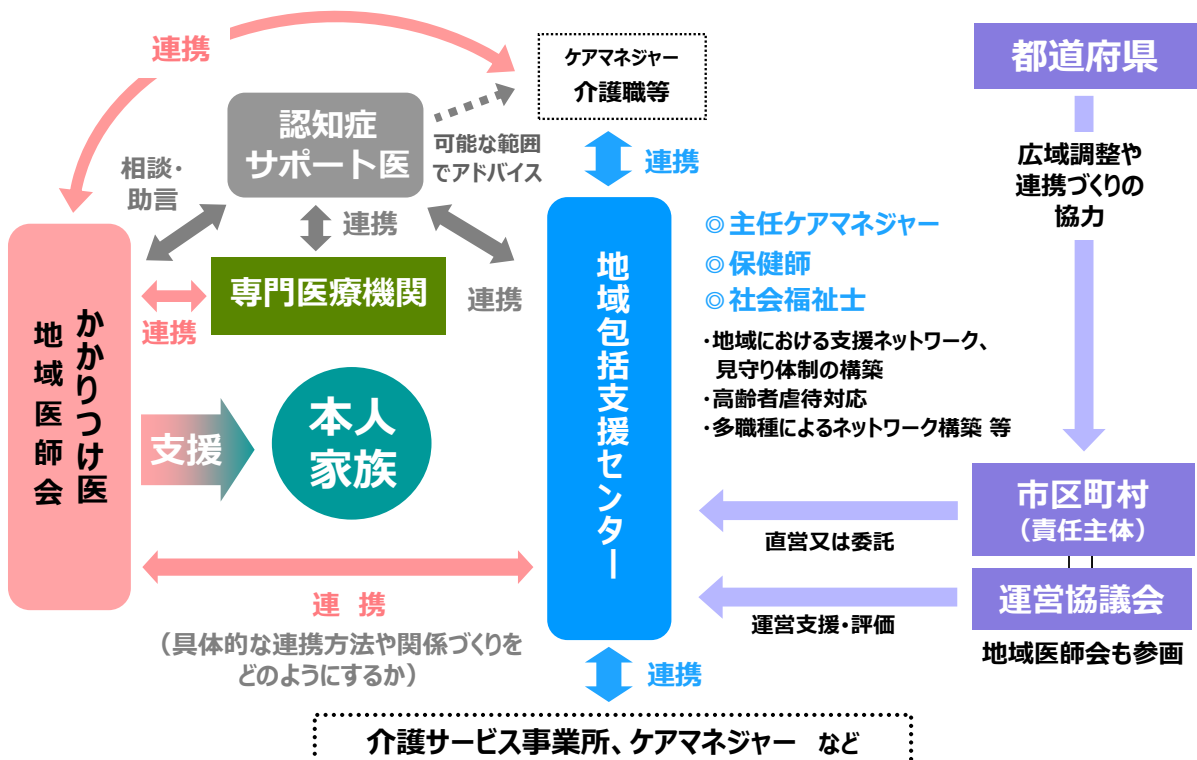 連携
ケアマネジャー
介護職等
都道府県
認知症
サポート医
可能な範囲
でアドバイス
相談・
助言
連携
連携
広域調整や
連携づくりの
協力
かかりつけ医
地域医師会
専門医療機関
連携
連携
地域包括支援センター
◎主任ケアマネジャー
◎保健師
◎社会福祉士
・地域における支援ネットワーク、
見守り体制の構築
・高齢者虐待対応
・多職種によるネットワーク構築 等
支援
本人
家族
市区町村
（責任主体）
直営又は委託
運営協議会
運営支援・評価
地域医師会も参画
連 携
（具体的な連携方法や関係づくりを
どのようにするか）
連携
介護サービス事業所、ケアマネジャー など